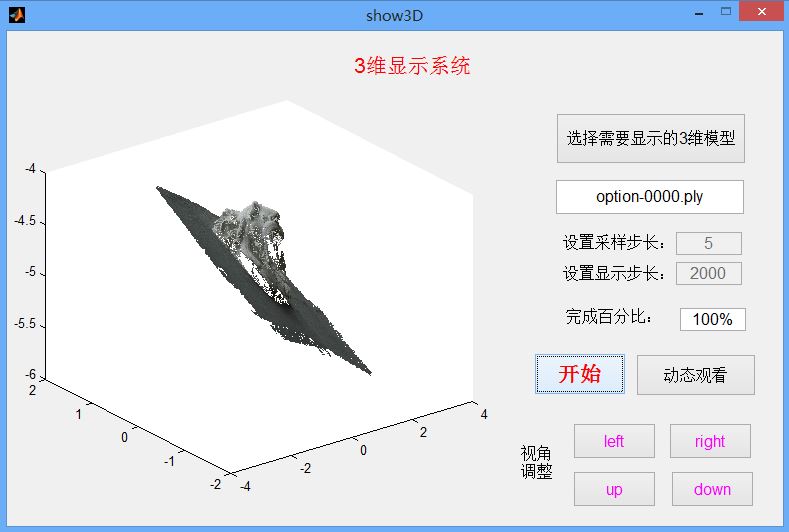 show3D
3维显示系统
选择需要显示的3维模型
option-0000.ply
设置采样步长： 5
设置显示步长： 2000
完成百分比： 100%
开始 动态观看
视角
调整
left right
up down
-4
-4.5
-5
-5.5
-6
2
1
0
-1
-2
-4
-2
0
2
4